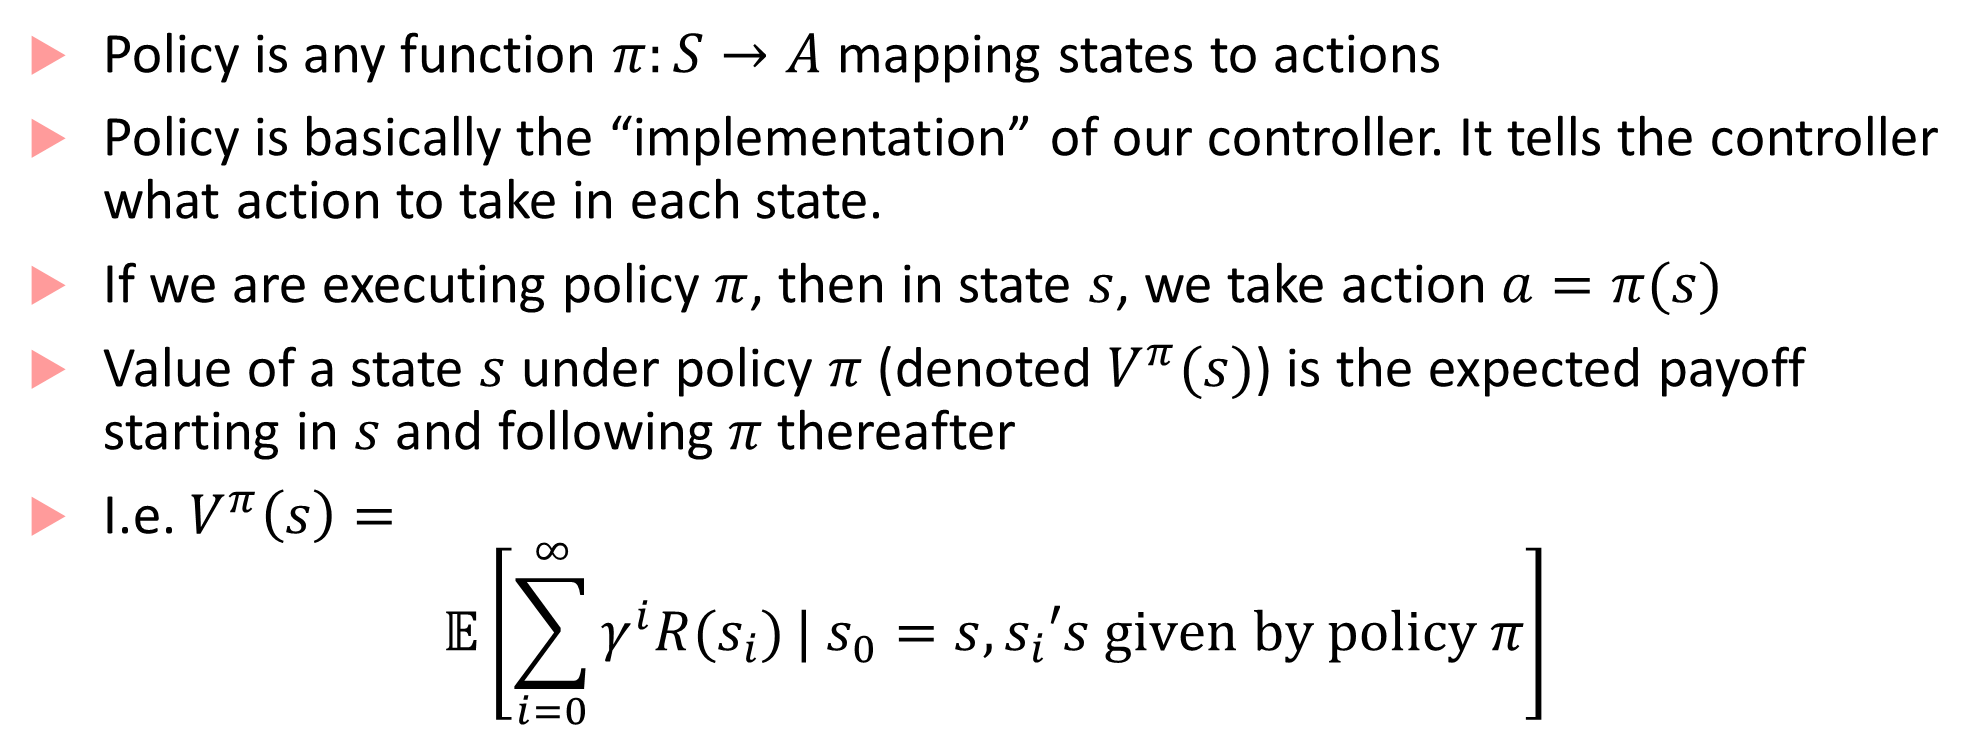 ▶ Policy is any function 𝜋: 𝑆 → 𝐴 mapping states to actions
▶ Policy is basically the “implementation” of our controller. It tells the controller
what action to take in each state.
▶ If we are executing policy 𝜋, then in state 𝑠, we take action 𝑎 = 𝜋(𝑠)
▶ Value of a state 𝑠 under policy 𝜋 (denoted 𝑉^𝜋(𝑠)) is the expected payoff
starting in 𝑠 and following 𝜋 thereafter
▶ I.e. 𝑉^𝜋(𝑠) =
𝔼[∑_{𝑖=0}^{∞} 𝛾^𝑖 𝑅(𝑠_𝑖) | 𝑠_0 = 𝑠, 𝑠_𝑖′𝑠 given by policy 𝜋]